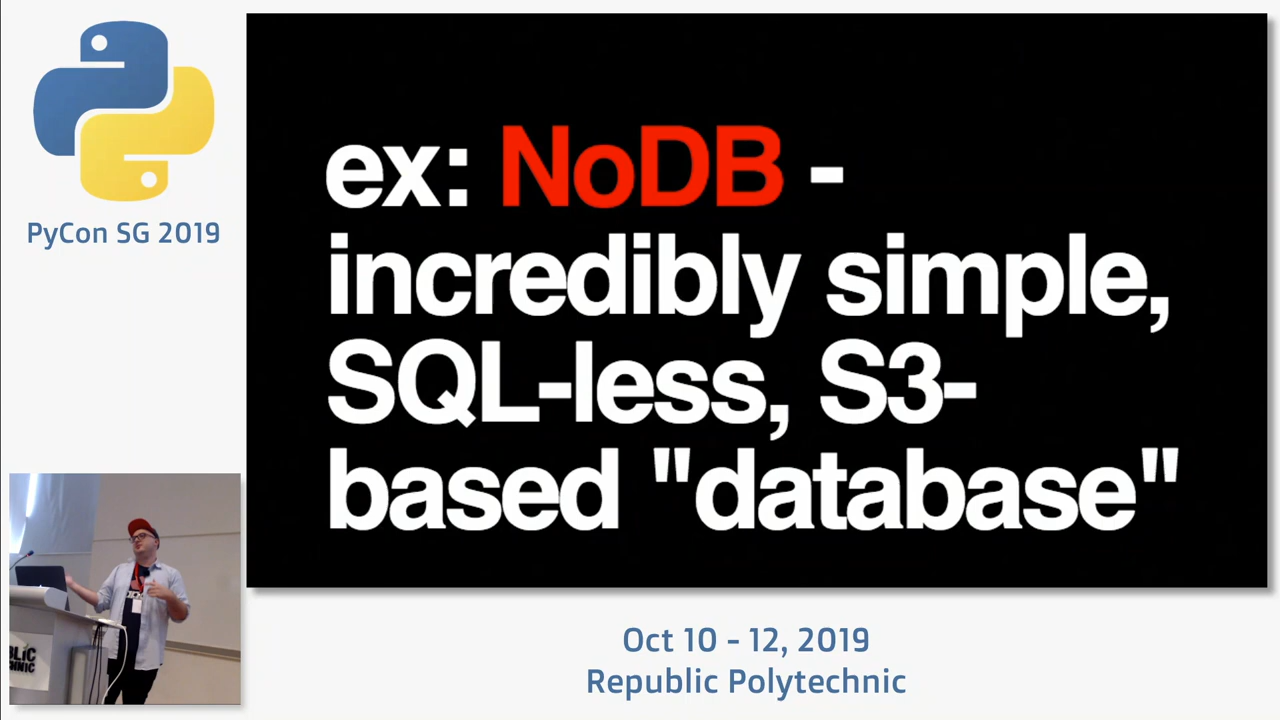 PyCon SG 2019
ex: NoDB -
incredibly simple,
SQL-less, S3-
based "database"
Oct 10 - 12, 2019
Republic Polytechnic